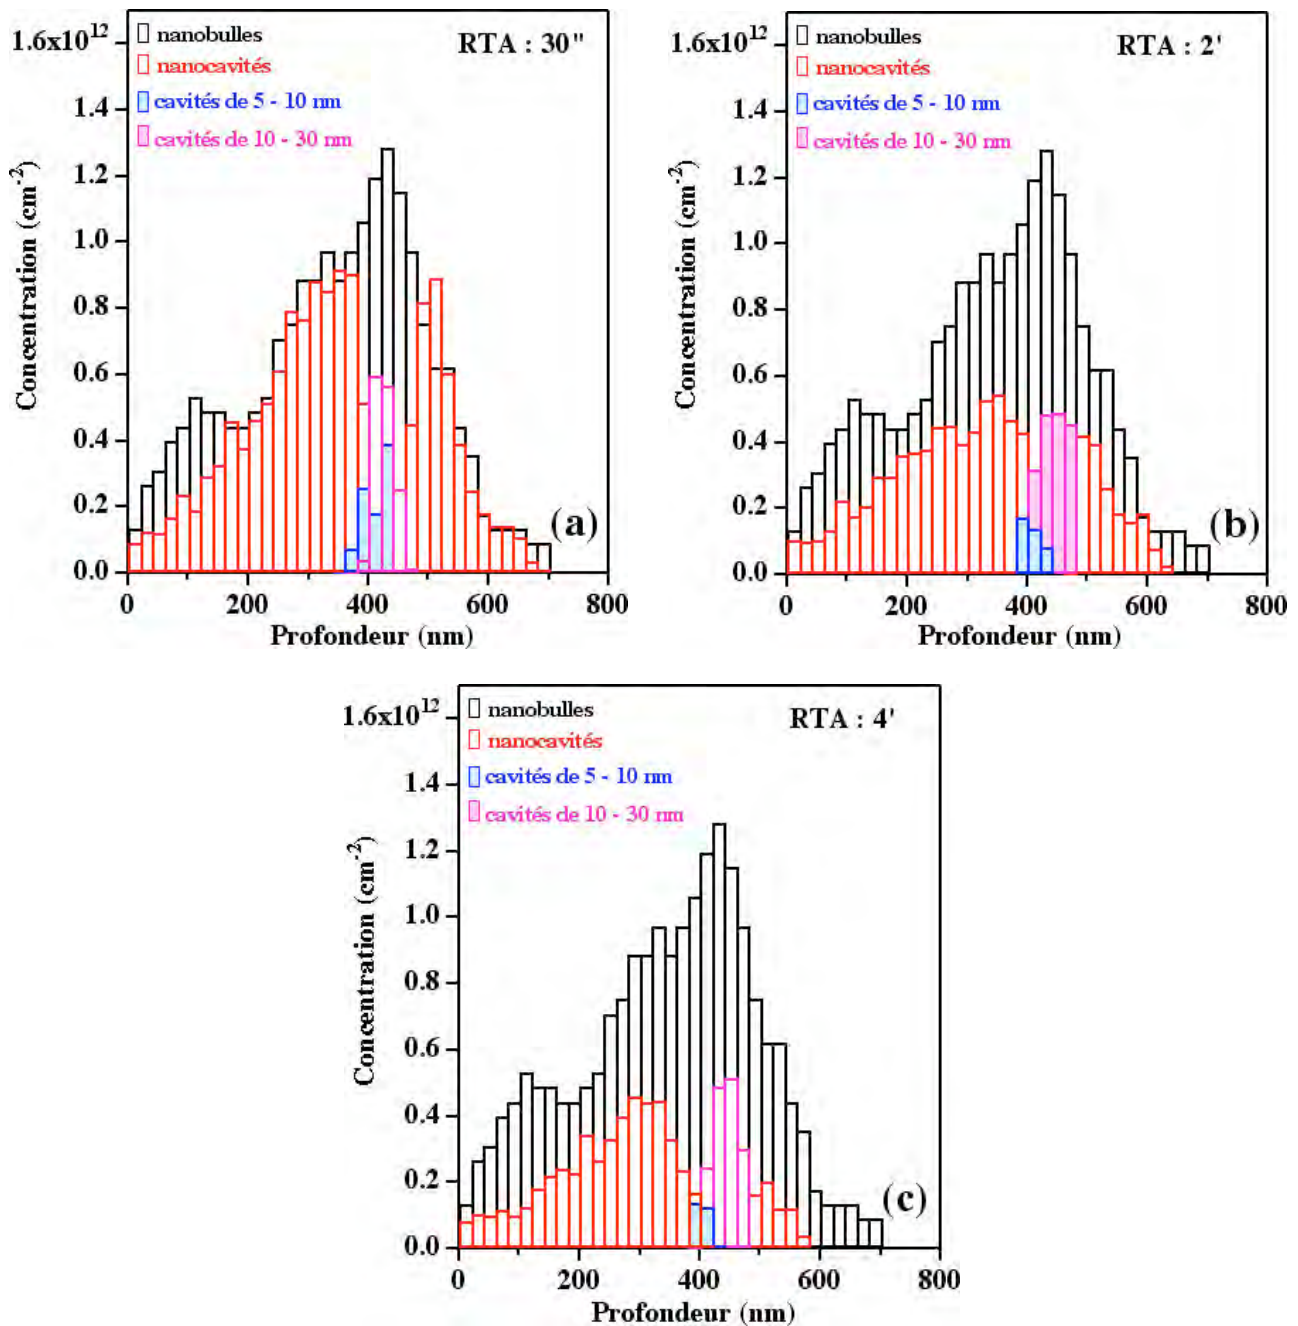 1.6x10^12
nanobulles
RTA : 30"
nanocavités
1.4
cavités de 5 - 10 nm
cavités de 10 - 30 nm
1.2
1.0
0.8
0.6
0.4
0.2
0.0
Concentration (cm^-2)
(a)
0 200 400 600 800
Profondeur (nm)
1.6x10^12
nanobulles
RTA : 2'
nanocavités
1.4
cavités de 5 - 10 nm
cavités de 10 - 30 nm
1.2
1.0
0.8
0.6
0.4
0.2
0.0
Concentration (cm^-2)
(b)
0 200 400 600 800
Profondeur (nm)
1.6x10^12
nanobulles
RTA : 4'
nanocavités
1.4
cavités de 5 - 10 nm
cavités de 10 - 30 nm
1.2
1.0
0.8
0.6
0.4
0.2
0.0
Concentration (cm^-2)
(c)
0 200 400 600 800
Profondeur (nm)